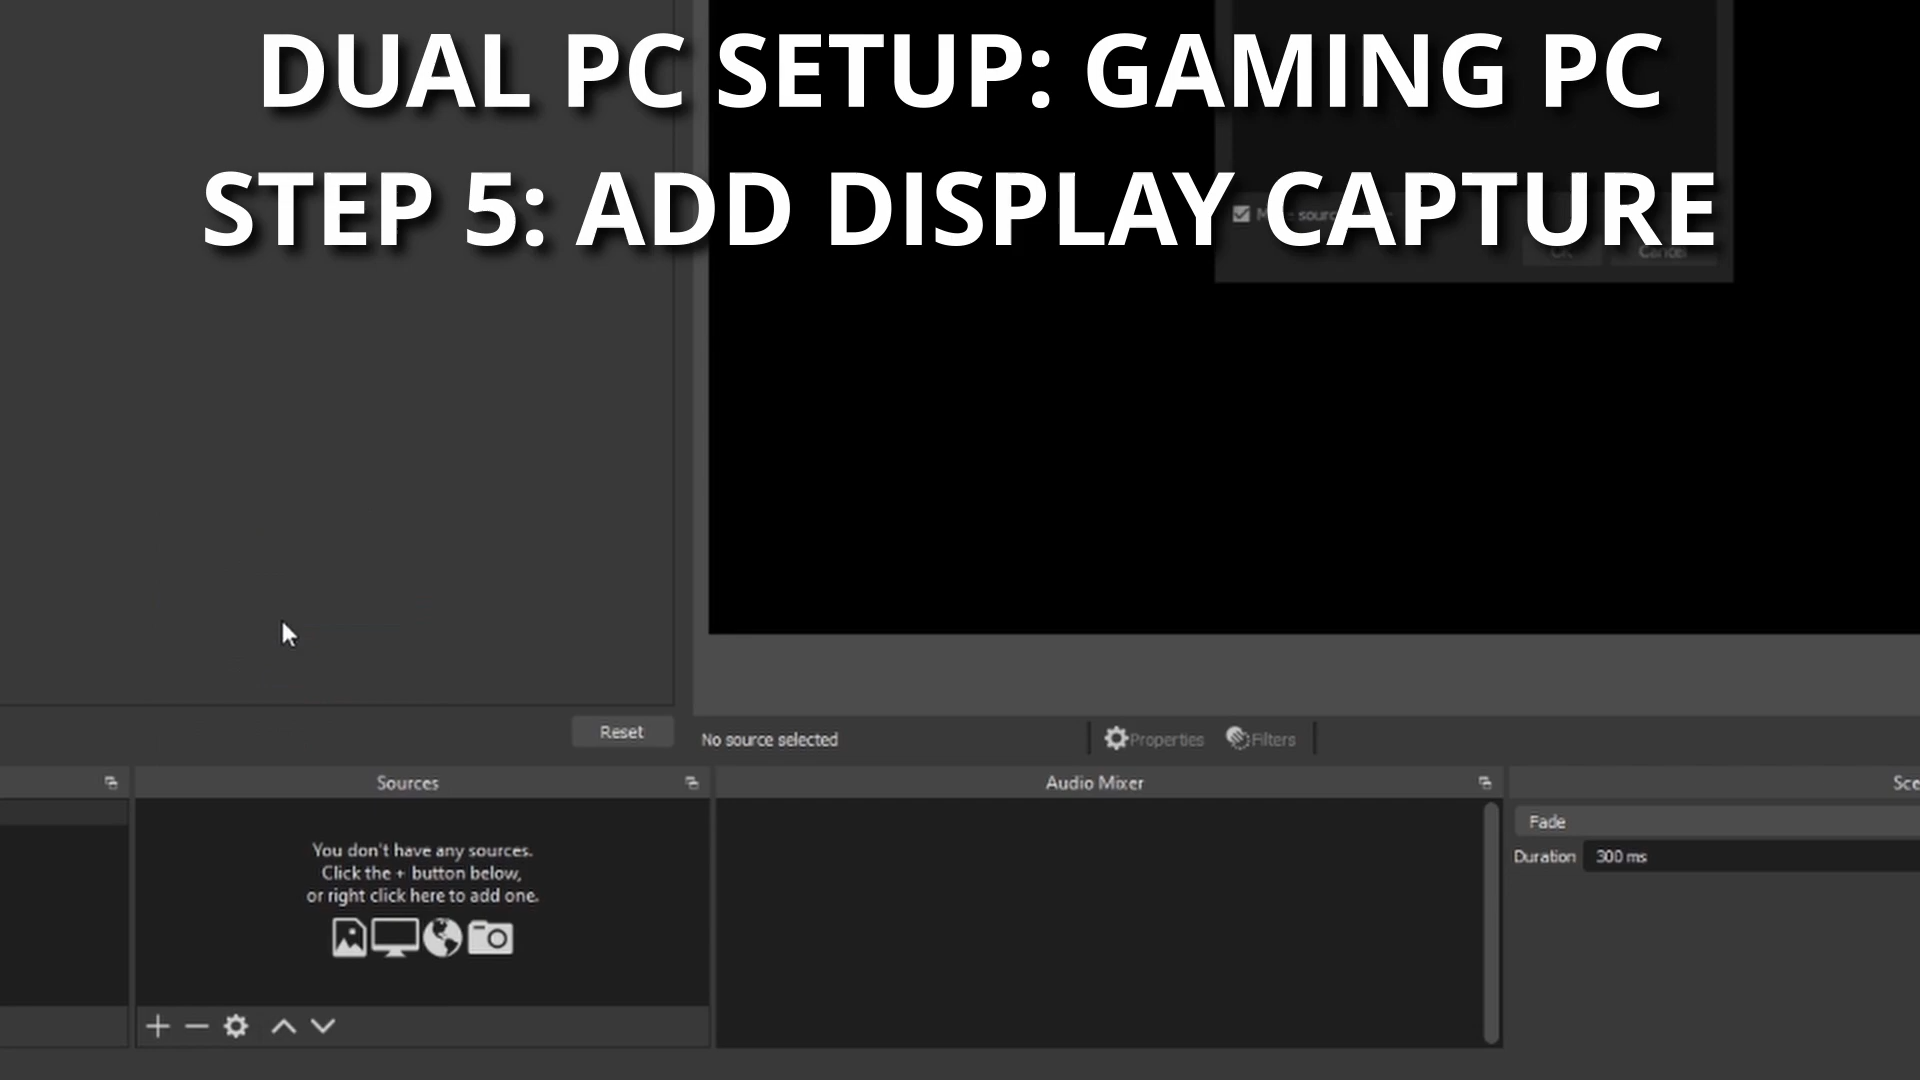 DUAL PC SETUP: GAMING PC
STEP 5: ADD DISPLAY CAPTURE
Cancel
Reset
No source selected
Properties
Filters
Sources
Audio Mixer
You don't have any sources.
Click the + button below,
or right click here to add one.
Fade
Duration
300 ms